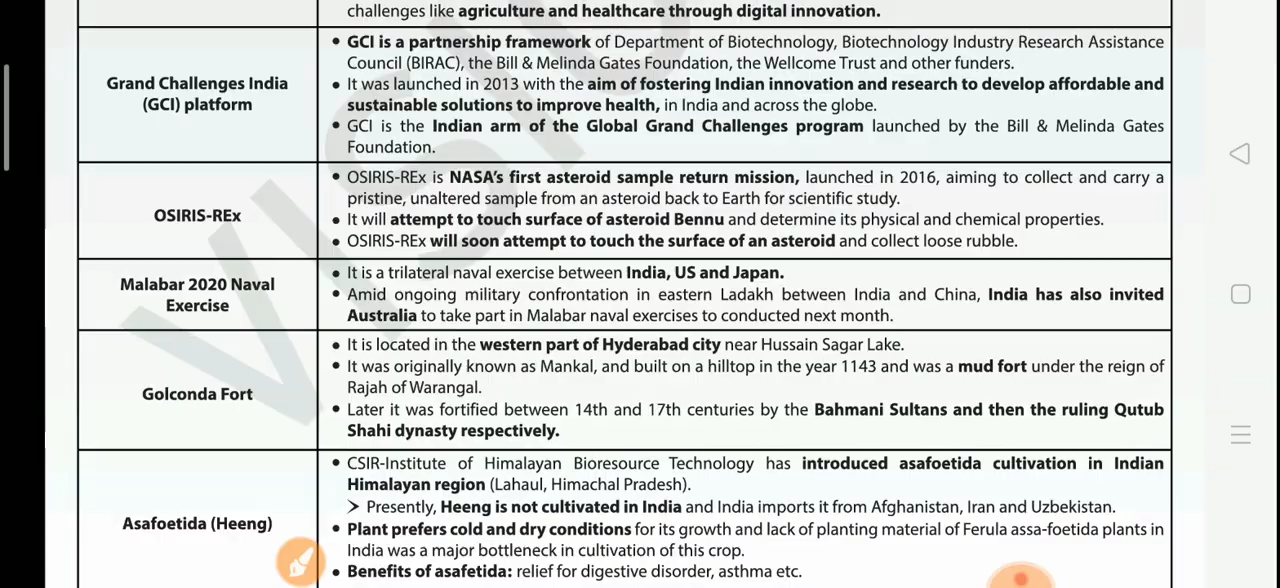 challenges like agriculture and healthcare through digital innovation.
Grand Challenges India
(GCI) platform
• GCI is a partnership framework of Department of Biotechnology, Biotechnology Industry Research Assistance
Council (BIRAC), the Bill & Melinda Gates Foundation, the Wellcome Trust and other funders.
• It was launched in 2013 with the aim of fostering Indian innovation and research to develop affordable and
sustainable solutions to improve health, in India and across the globe.
• GCI is the Indian arm of the Global Grand Challenges program launched by the Bill & Melinda Gates
Foundation.
OSIRIS-REx
• OSIRIS-REx is NASA's first asteroid sample return mission, launched in 2016, aiming to collect and carry a
pristine, unaltered sample from an asteroid back to Earth for scientific study.
• It will attempt to touch surface of asteroid Bennu and determine its physical and chemical properties.
• OSIRIS-REx will soon attempt to touch the surface of an asteroid and collect loose rubble.
Malabar 2020 Naval
Exercise
• It is a trilateral naval exercise between India, US and Japan.
• Amid ongoing military confrontation in eastern Ladakh between India and China, India has also invited
Australia to take part in Malabar naval exercises to conducted next month.
Golconda Fort
• It is located in the western part of Hyderabad city near Hussain Sagar Lake.
• It was originally known as Mankal, and built on a hilltop in the year 1143 and was a mud fort under the reign of
Rajah of Warangal.
• Later it was fortified between 14th and 17th centuries by the Bahmani Sultans and then the ruling Qutub
Shahi dynasty respectively.
Asafoetida (Heeng)
• CSIR-Institute of Himalayan Bioresource Technology has introduced asafoetida cultivation in Indian
Himalayan region (Lahaul, Himachal Pradesh).
➤ Presently, Heeng is not cultivated in India and India imports it from Afghanistan, Iran and Uzbekistan.
• Plant prefers cold and dry conditions for its growth and lack of planting material of Ferula assa-foetida plants in
India was a major bottleneck in cultivation of this crop.
• Benefits of asafetida: relief for digestive disorder, asthma etc.
VISI